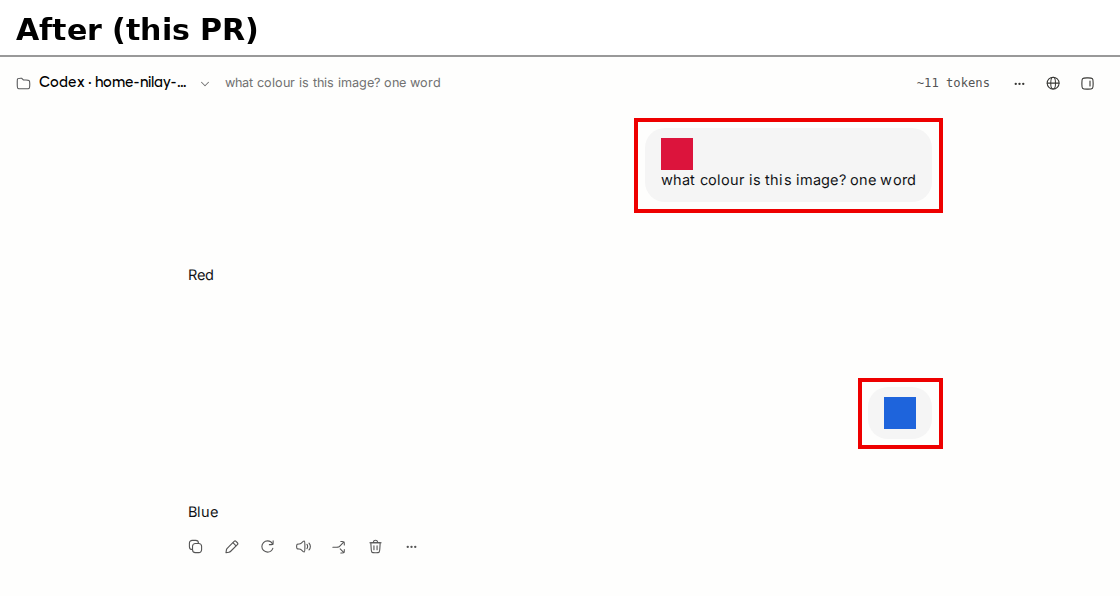 After (this PR)
Codex · home-nilay-... what colour is this image? one word ~11 tokens
what colour is this image? one word
Red
Blue